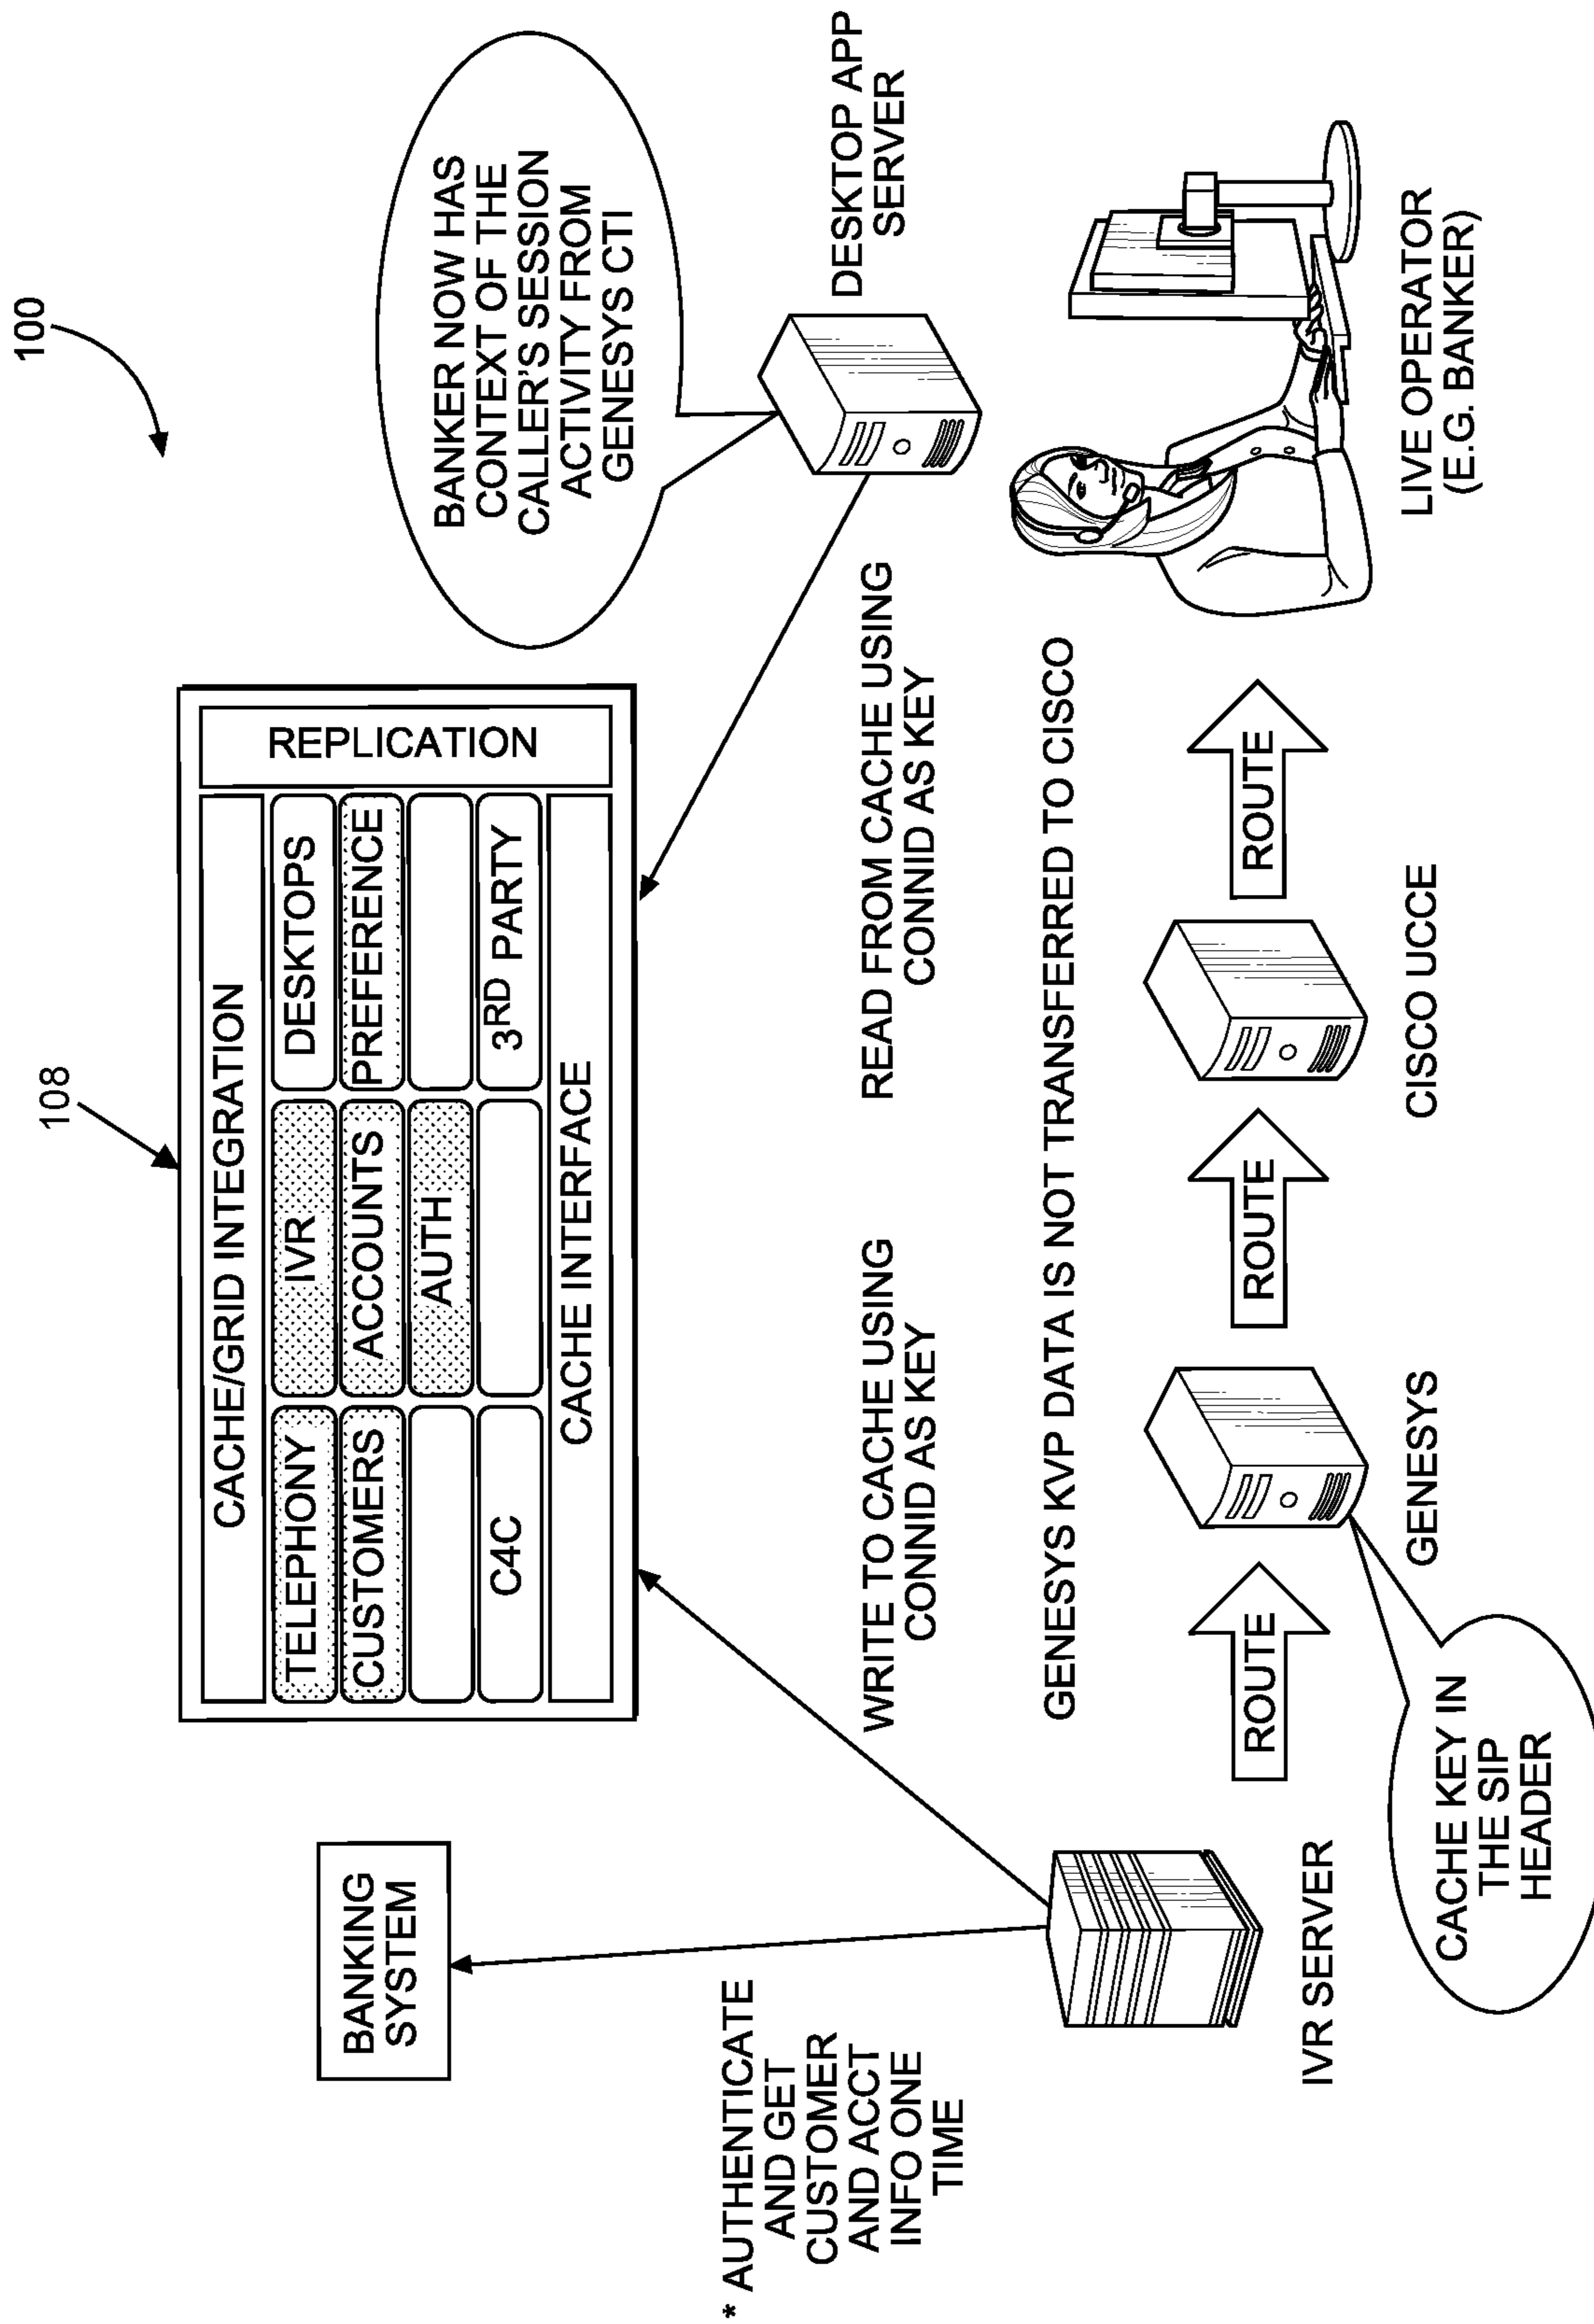 100
108
BANKING
SYSTEM
CACHE/GRID INTEGRATION
TELEPHONY
IVR
DESKTOPS
CUSTOMERS
ACCOUNTS
PREFERENCE
AUTH
C4C
3RD PARTY
CACHE INTERFACE
REPLICATION
BANKER NOW HAS
CONTEXT OF THE
CALLER'S SESSION
ACTIVITY FROM
GENESYS CTI
* AUTHENTICATE
AND GET
CUSTOMER
AND ACCT
INFO ONE
TIME
WRITE TO CACHE USING
CONNID AS KEY
READ FROM CACHE USING
CONNID AS KEY
DESKTOP APP
SERVER
GENESYS KVP DATA IS NOT TRANSFERRED TO CISCO
ROUTE
ROUTE
ROUTE
IVR SERVER
GENESYS
CISCO UCCE
LIVE OPERATOR
(E.G. BANKER)
CACHE KEY IN
THE SIP
HEADER